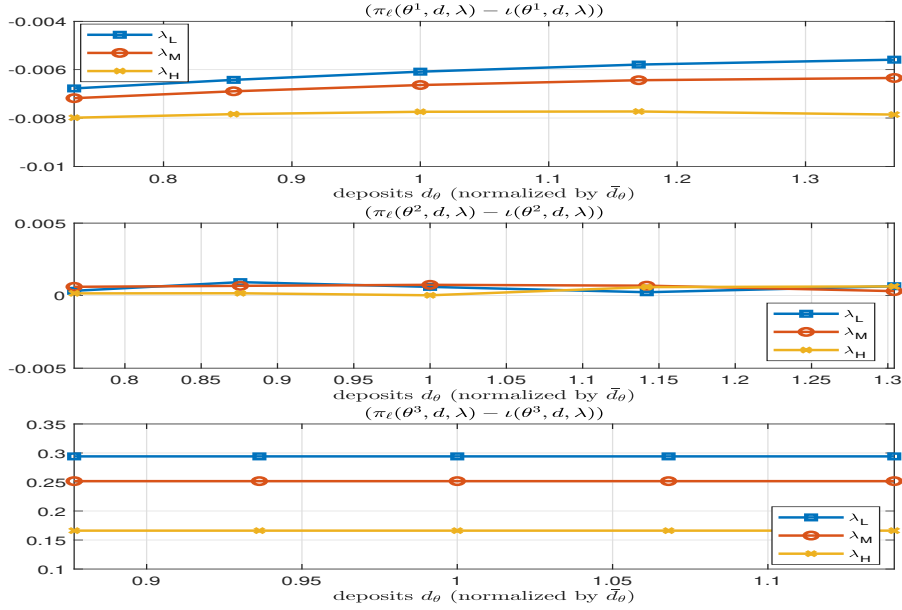 (π_ℓ(θ^1, d, λ) − ι(θ^1, d, λ))
-0.004
-0.006
-0.008
-0.01
λ_L
λ_M
λ_H
0.8 0.9 1 1.1 1.2 1.3
deposits d_θ (normalized by d̄_θ)
(π_ℓ(θ^2, d, λ) − ι(θ^2, d, λ))
0.005
0
-0.005
λ_L
λ_M
λ_H
0.8 0.85 0.9 0.95 1 1.05 1.1 1.15 1.2 1.25 1.3
deposits d_θ (normalized by d̄_θ)
(π_ℓ(θ^3, d, λ) − ι(θ^3, d, λ))
0.35
0.3
0.25
0.2
0.15
0.1
λ_L
λ_M
λ_H
0.9 0.95 1 1.05 1.1
deposits d_θ (normalized by d̄_θ)